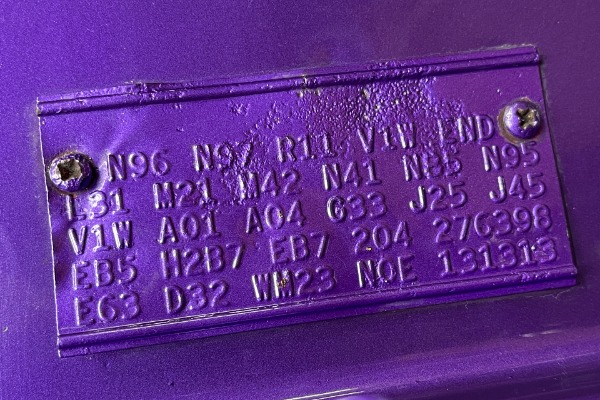 N96 N97 R11 V1W END
L31 M21 M42 N41 N85 N95
V1W A01 A04 G33 J25 J45
EB5 H2B7 EB7 204 276398
E63 D32 WM23 N0E 131313